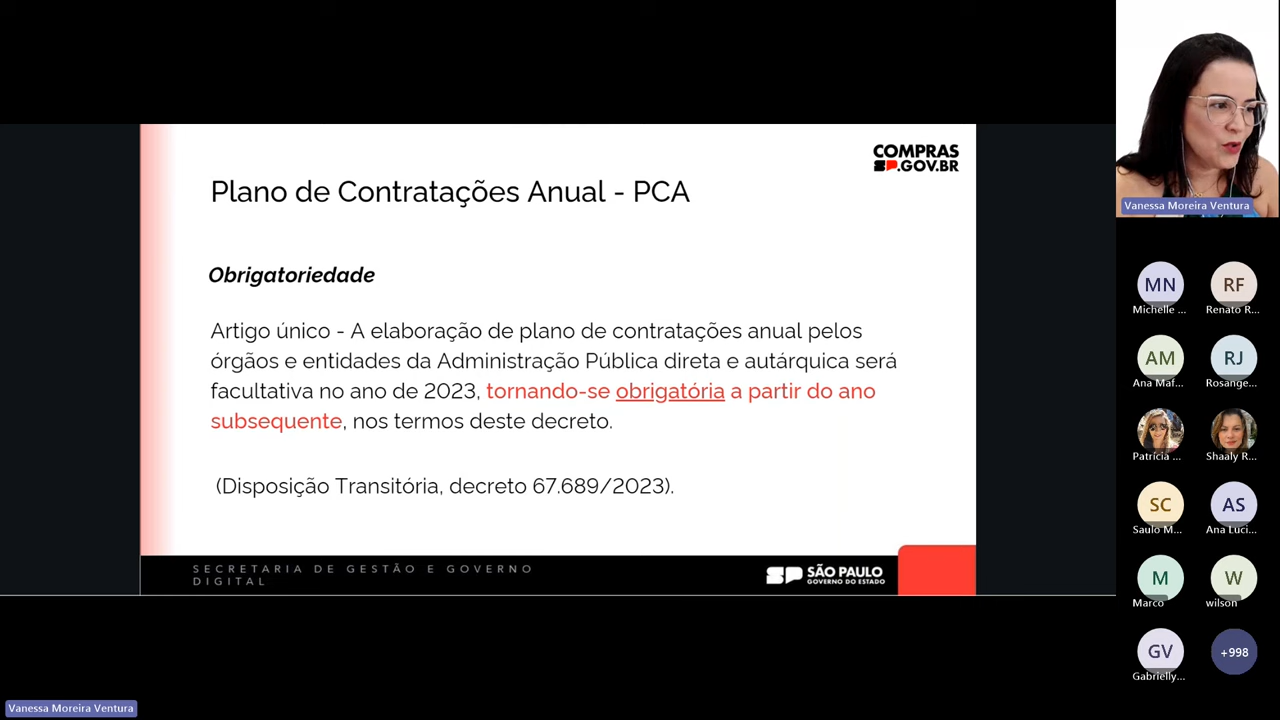 COMPRAS
SP.GOV.BR
Plano de Contratações Anual - PCA
Obrigatoriedade
Artigo único - A elaboração de plano de contratações anual pelos
órgãos e entidades da Administração Pública direta e autárquica será
facultativa no ano de 2023, tornando-se obrigatória a partir do ano
subsequente, nos termos deste decreto.
(Disposição Transitória, decreto 67.689/2023).
SECRETARIA DE GESTÃO E GOVERNO
DIGITAL
SP SÃO PAULO
GOVERNO DO ESTADO
Vanessa Moreira Ventura
MN
RF
Michelle ...
Renato R...
AM
RJ
Ana Maf...
Rosange...
Patrícia ...
Shaaly R...
SC
AS
Saulo M...
Ana Luci...
M
W
Marco
wilson
GV
+998
Gabrielly...
Vanessa Moreira Ventura